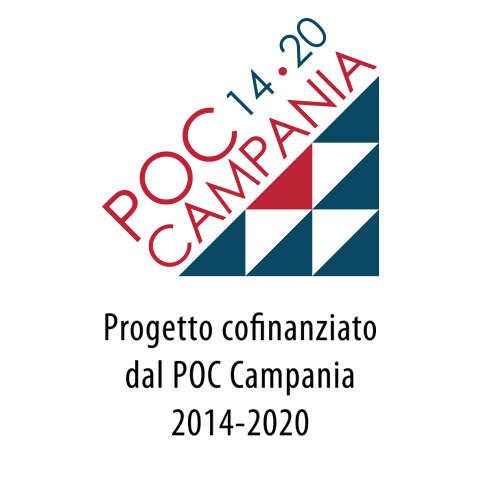 POC 14•20
CAMPANIA
Progetto cofinanziato
dal POC Campania
2014-2020